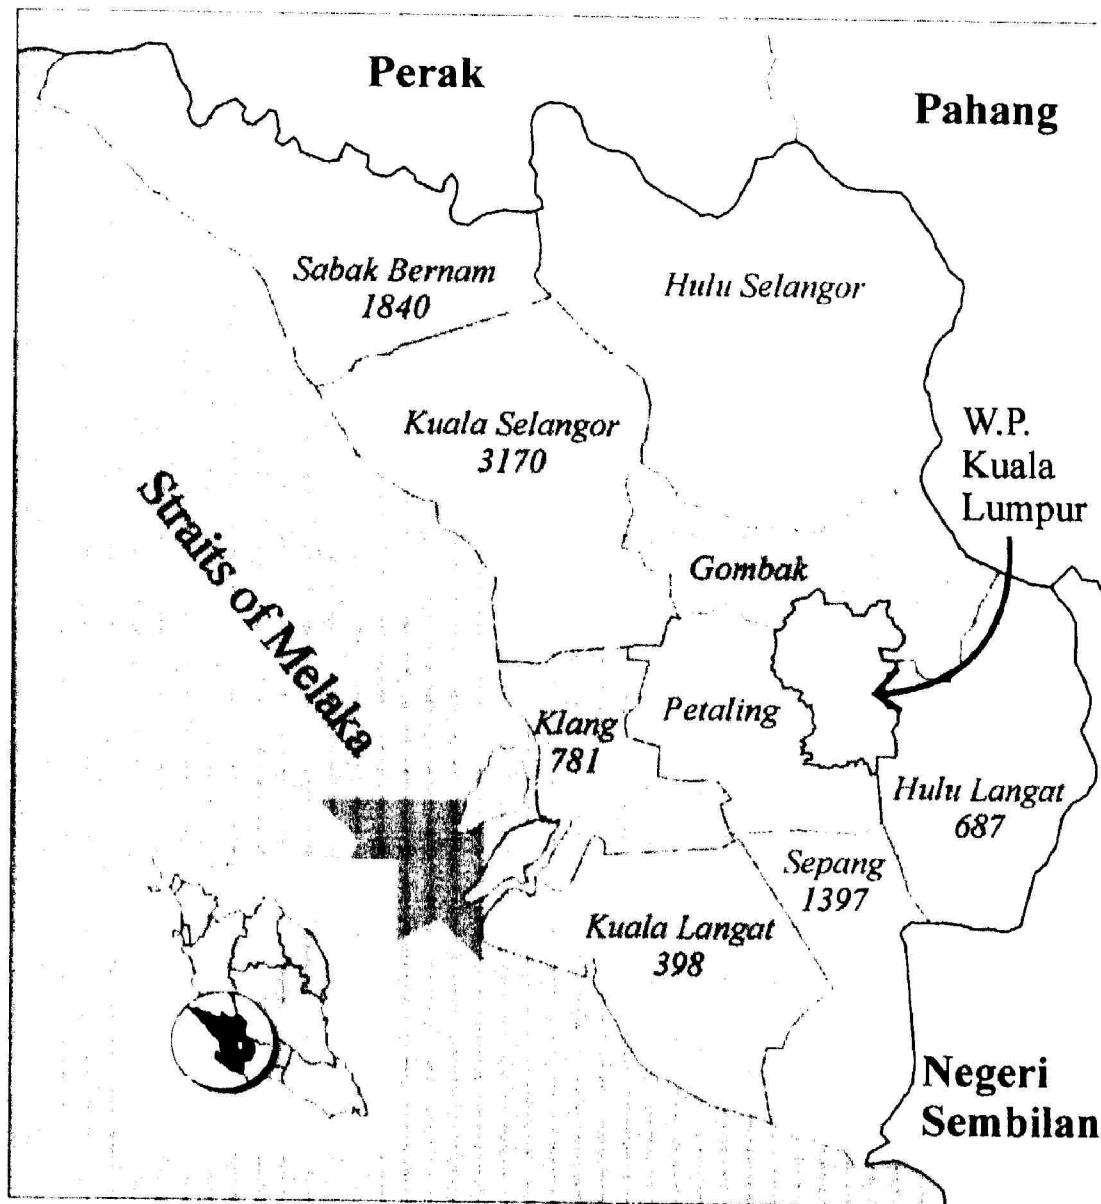 Perak
Pahang
Sabak Bernam
1840
Hulu Selangor
Kuala Selangor
3170
W.P.
Kuala
Lumpur
Straits of Melaka
Gombak
Klang
781
Petaling
Hulu Langat
687
Sepang
1397
Kuala Langat
398
Negeri
Sembilan